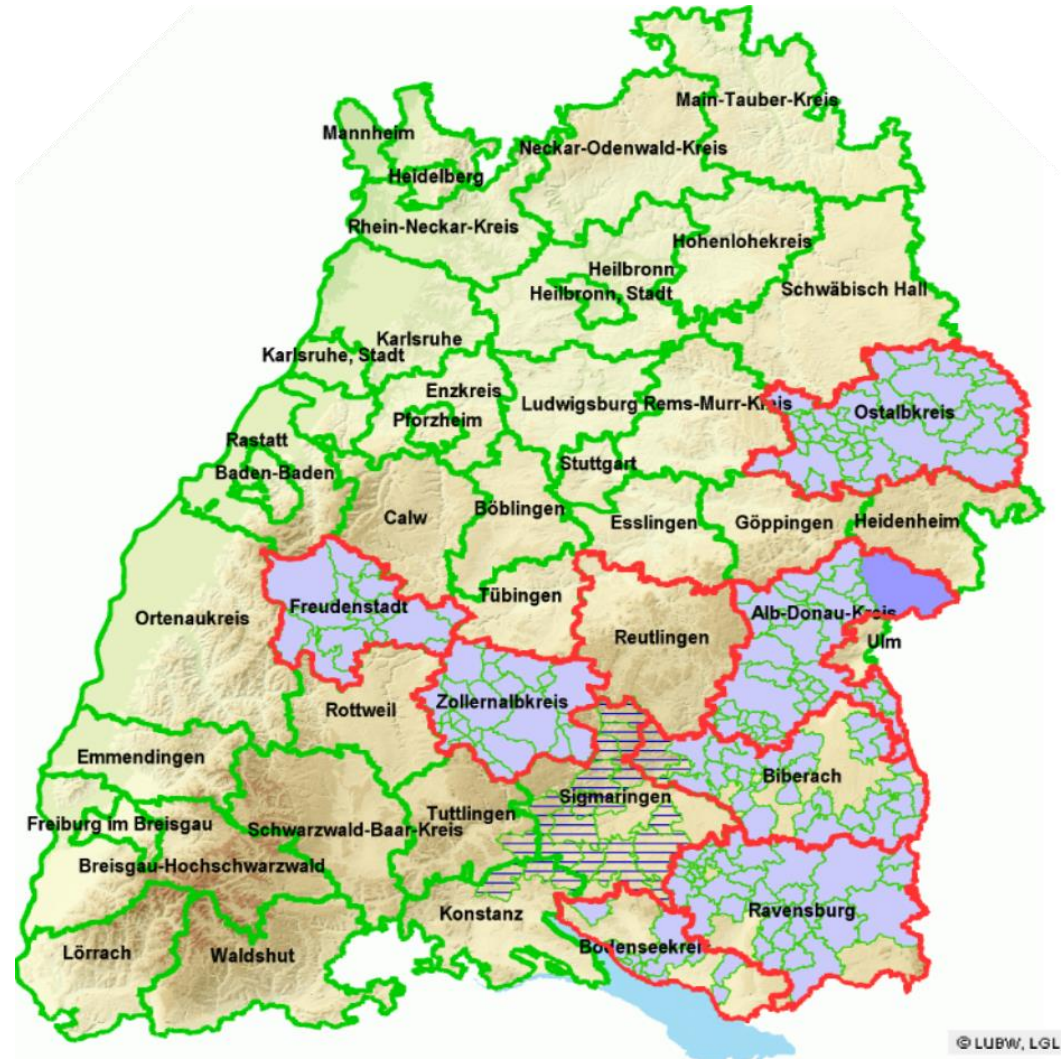 Main-Tauber-Kreis
Mannheim
Neckar-Odenwald-Kreis
Heidelberg
Rhein-Neckar-Kreis
Hohenlohekreis
Heilbronn
Schwäbisch Hall
Heilbronn, Stadt
Karlsruhe
Karlsruhe, Stadt
Enzkreis
Ludwigsburg
Rems-Murr-Kreis
Ostalbkreis
Pforzheim
Rastatt
Stuttgart
Baden-Baden
Böblingen
Calw
Esslingen
Göppingen
Heidenheim
Tübingen
Freudenstadt
Alb-Donau-Kreis
Ortenaukreis
Reutlingen
Ulm
Zollernalbkreis
Rottweil
Emmendingen
Biberach
Sigmaringen
Tuttlingen
Freiburg im Breisgau
Schwarzwald-Baar-Kreis
Breisgau-Hochschwarzwald
Konstanz
Ravensburg
Bodenseekrei
Lörrach
Waldshut
© LUBW, LGL